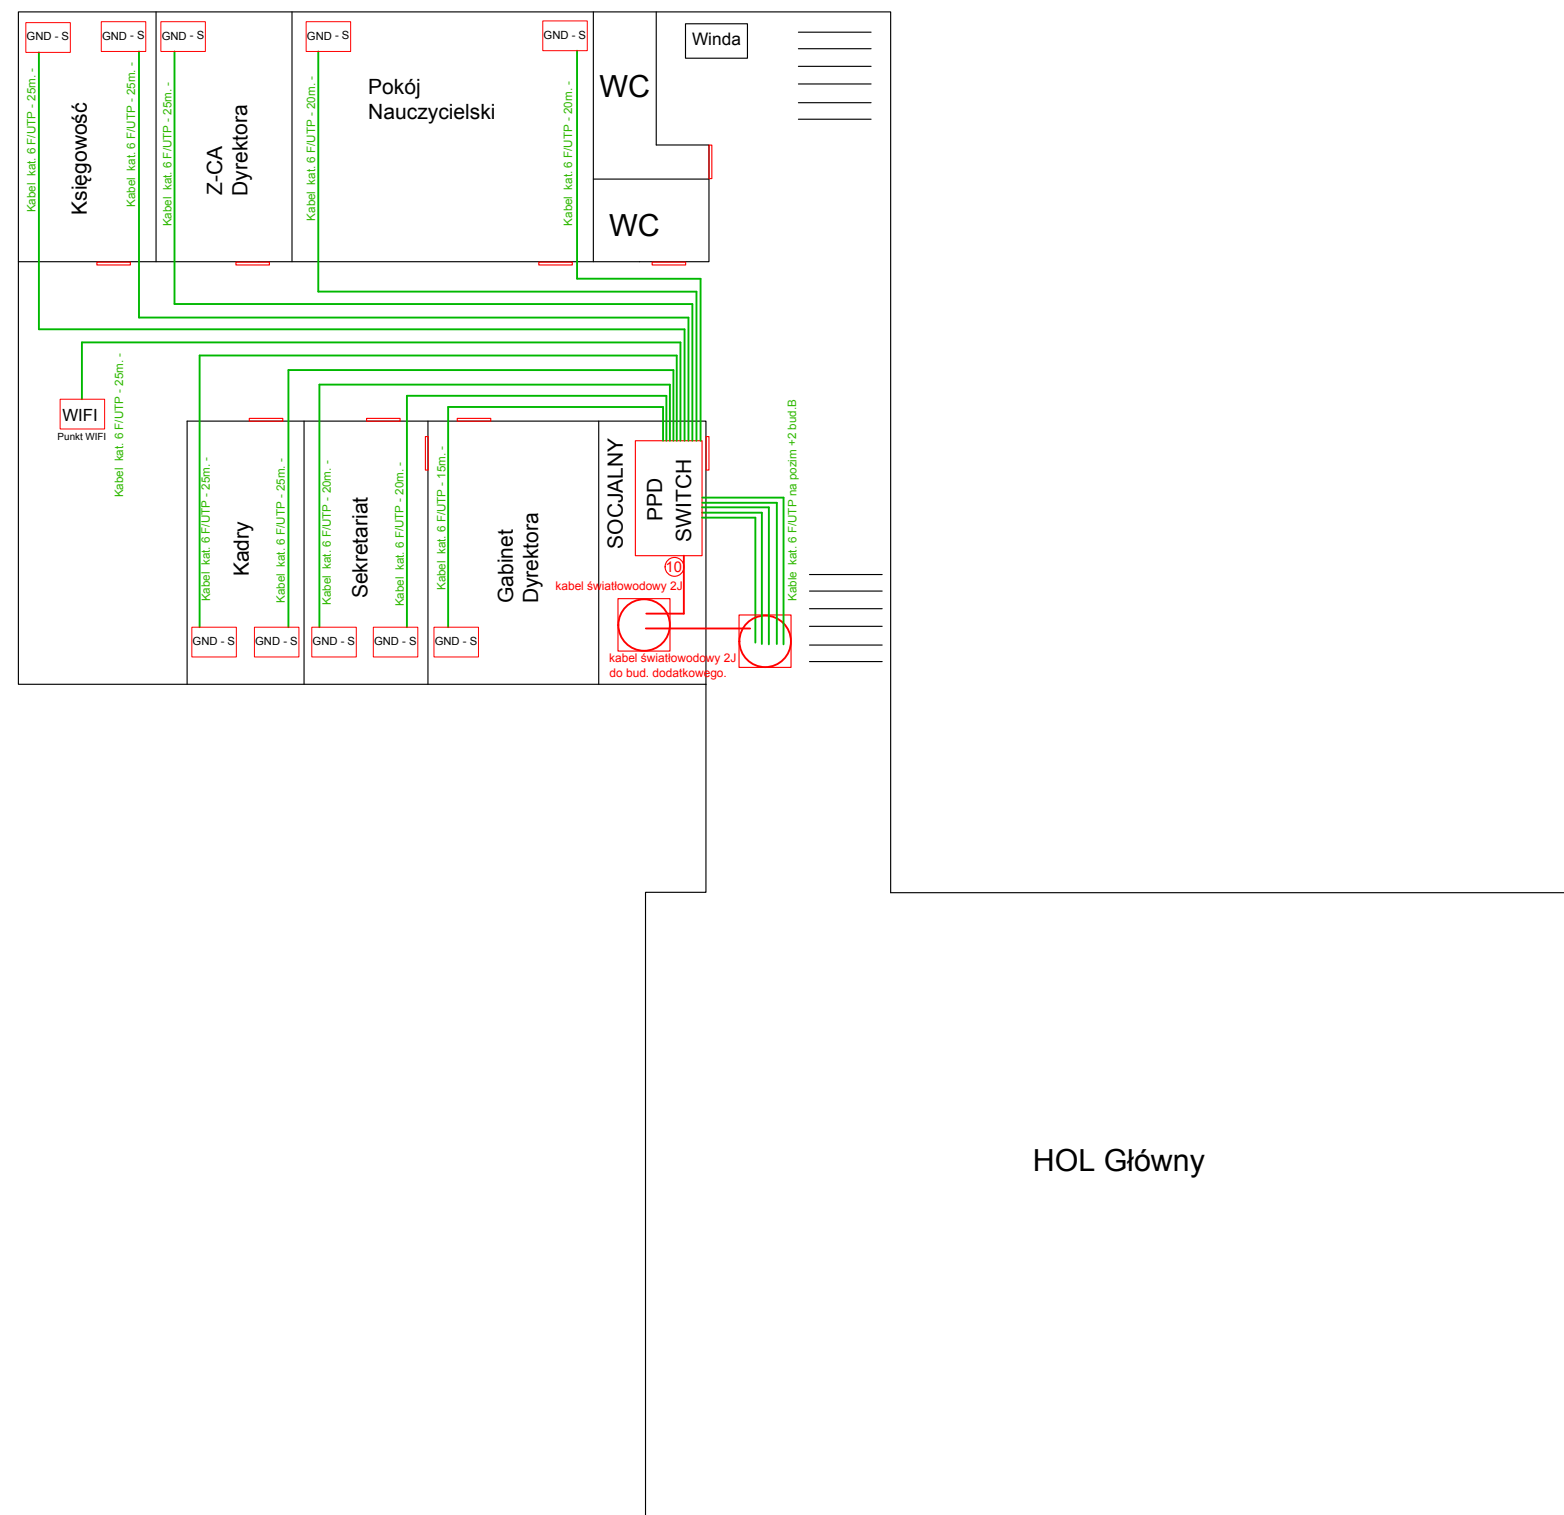 GND - S
GND - S
GND - S
GND - S
GND - S
Winda
Kabel kat. 6 F/UTP - 25m. -
Księgowość
Kabel kat. 6 F/UTP - 25m. -
Kabel kat. 6 F/UTP - 25m. -
Z-CA
Dyrektora
Kabel kat. 6 F/UTP - 20m. -
Pokój
Nauczycielski
Kabel kat. 6 F/UTP - 20m. -
WC
WC
WIFI
Punkt WIFI
Kabel kat. 6 F/UTP - 25m. -
Kabel kat. 6 F/UTP - 25m. -
Kadry
Kabel kat. 6 F/UTP - 25m. -
Kabel kat. 6 F/UTP - 20m. -
Sekretariat
Kabel kat. 6 F/UTP - 20m. -
Kabel kat. 6 F/UTP - 15m. -
Gabinet
Dyrektora
SOCJALNY
PPD
SWITCH
Kable kat. 6 F/UTP na pozim +2 bud.B
10
kabel światłowodowy 2J
GND - S
GND - S
GND - S
GND - S
GND - S
kabel światłowodowy 2J
do bud. dodatkowego.
HOL Główny